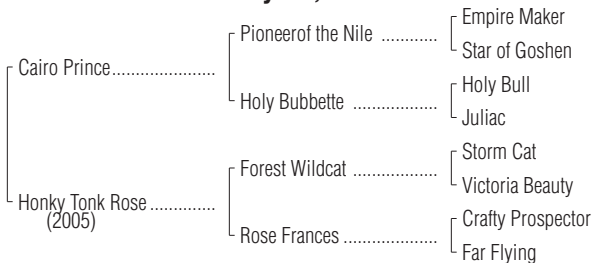 Empire Maker
Pioneerof the Nile ............
Star of Goshen
Cairo Prince......................
Holy Bull
Holy Bubbette ..................
Juliac
Storm Cat
Forest Wildcat ..................
Victoria Beauty
Honky Tonk Rose ..............
(2005)
Crafty Prospector
Rose Frances ....................
Far Flying